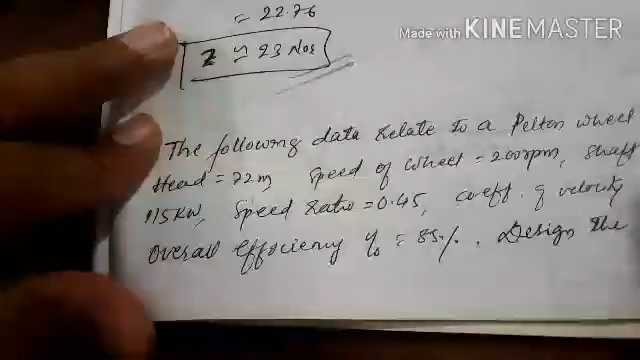 = 22.76
Made with KINEMASTER
Z ≃ 23 Nos
The following data relate to a Pelton wheel
Head = 72m Speed of wheel = 200rpm, Shaft
115KW, Speed ratio = 0.45, coeff. of velocity
overall efficiency η₀ = 85%. Design the